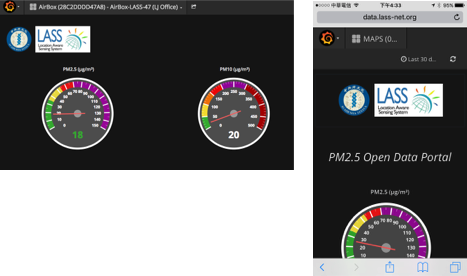 AirBox (28C2DDDD47A8) - AirBox-LASS-47 (LJ Office)
LASS
Location Aware
Sensing System
PM2.5 (μg/m³)
PM10 (μg/m³)
18
20
中華電信
下午4:33
95%
data.lass-net.org
MAPS (0...
Last 30 d...
LASS
Location Aware
Sensing System
PM2.5 Open Data Portal
PM2.5 (μg/m³)